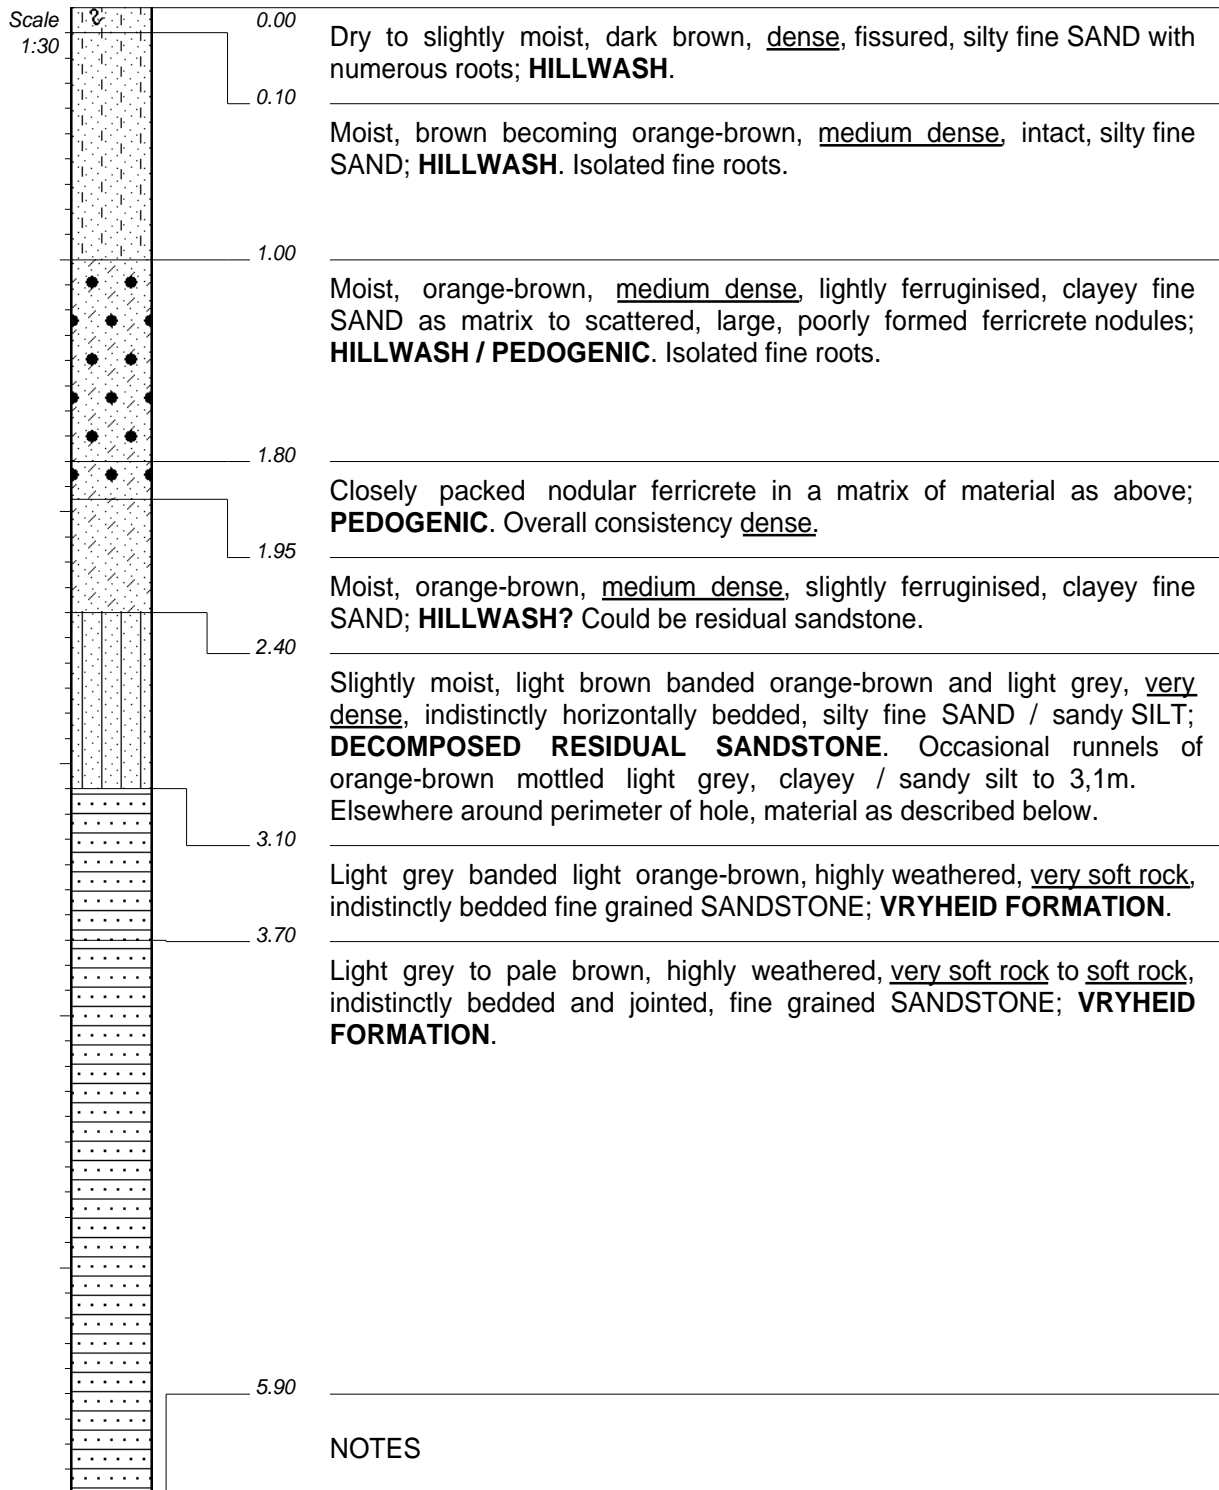 Scale
1:30
0.00
Dry to slightly moist, dark brown, dense, fissured, silty fine SAND with
numerous roots; HILLWASH.
0.10
Moist, brown becoming orange-brown, medium dense, intact, silty fine
SAND; HILLWASH. Isolated fine roots.
1.00
Moist, orange-brown, medium dense, lightly ferruginised, clayey fine
SAND as matrix to scattered, large, poorly formed ferricrete nodules;
HILLWASH / PEDOGENIC. Isolated fine roots.
1.80
Closely packed nodular ferricrete in a matrix of material as above;
PEDOGENIC. Overall consistency dense.
1.95
Moist, orange-brown, medium dense, slightly ferruginised, clayey fine
SAND; HILLWASH? Could be residual sandstone.
2.40
Slightly moist, light brown banded orange-brown and light grey, very
dense, indistinctly horizontally bedded, silty fine SAND / sandy SILT;
DECOMPOSED RESIDUAL SANDSTONE. Occasional runnels of
orange-brown mottled light grey, clayey / sandy silt to 3,1m.
Elsewhere around perimeter of hole, material as described below.
3.10
Light grey banded light orange-brown, highly weathered, very soft rock,
indistinctly bedded fine grained SANDSTONE; VRYHEID FORMATION.
3.70
Light grey to pale brown, highly weathered, very soft rock to soft rock,
indistinctly bedded and jointed, fine grained SANDSTONE; VRYHEID
FORMATION.
5.90
NOTES